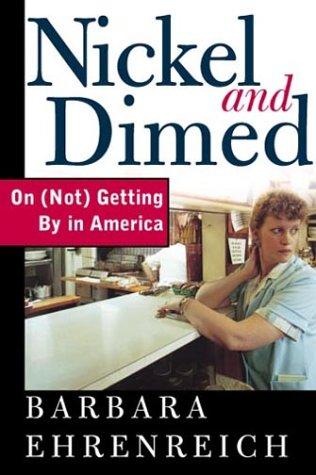 Nickel
and
Dimed
On (Not) Getting
By in America
BARBARA
EHRENREICH